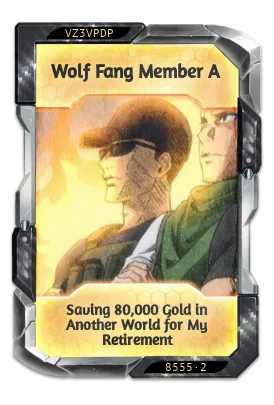 VZ3VPDP
Wolf Fang Member A
Saving 80,000 Gold in
Another World for My
Retirement
8555·2